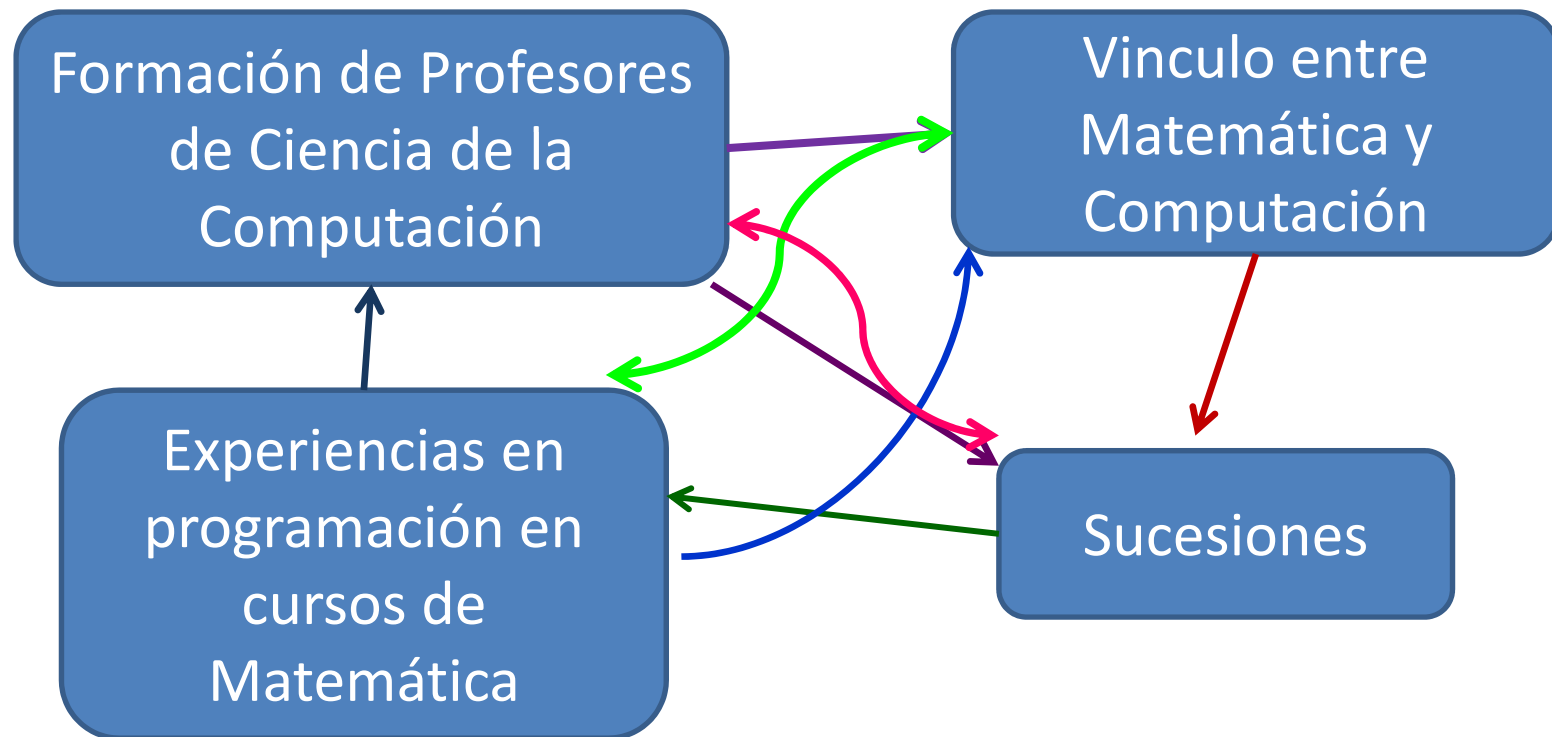 Formación de Profesores
de Ciencia de la
Computación
Vinculo entre
Matemática y
Computación
Experiencias en
programación en
cursos de
Matemática
Sucesiones